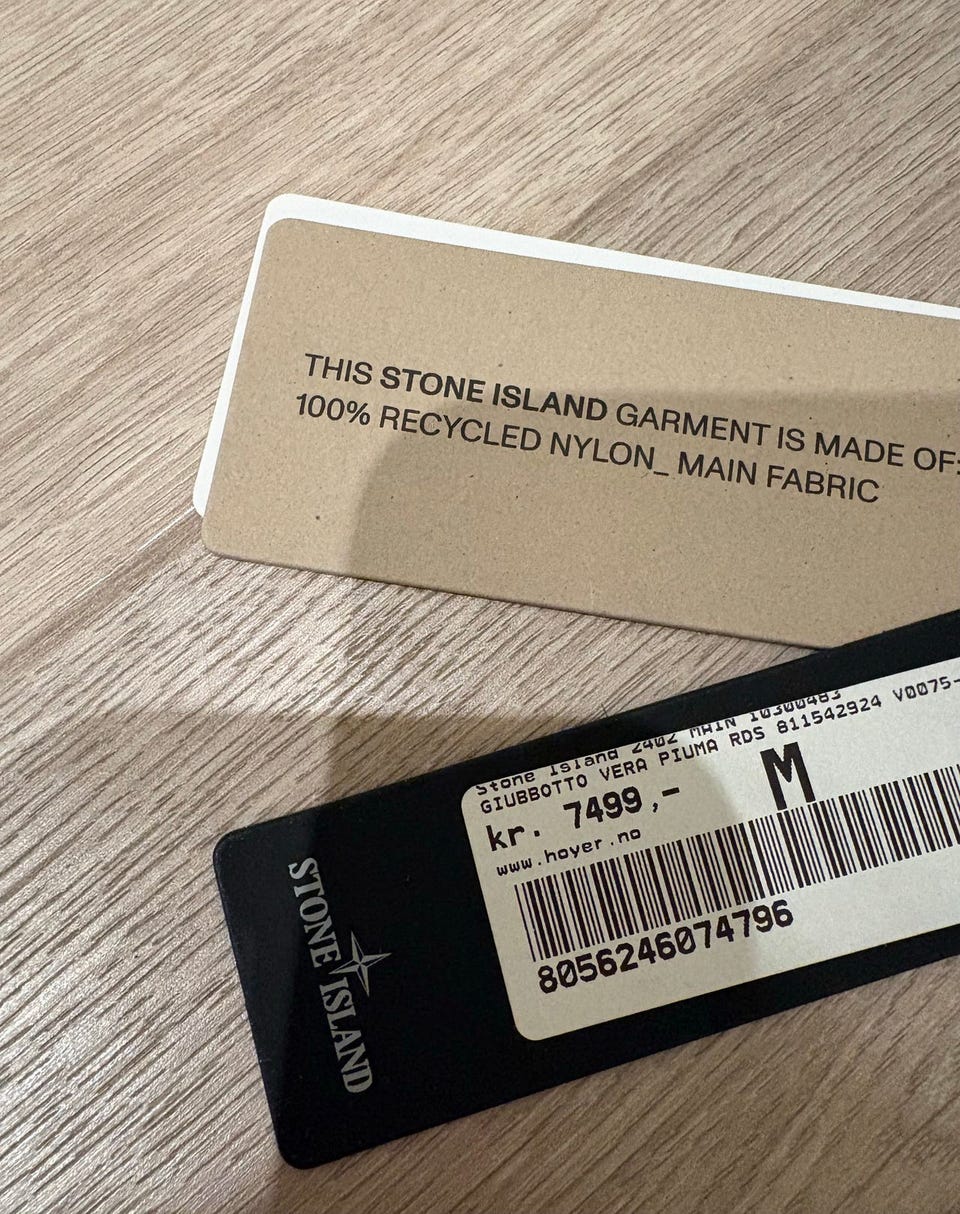 THIS STONE ISLAND GARMENT IS MADE OF:
100% RECYCLED NYLON_ MAIN FABRIC
Stone Island 2402 MAIN 10300483
GIUBBOTTO VERA PIUMA RDS 811542924 V0075-
kr. 7499,- M
www.hoyer.no
8056246074796
STONE ISLAND